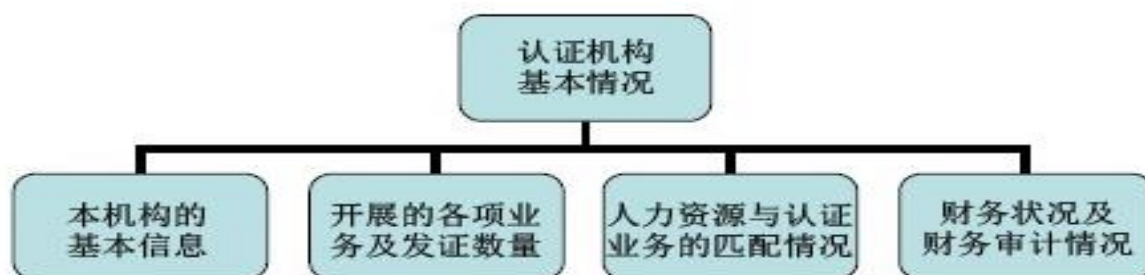 认证机构
基本情况
本机构的
基本信息
开展的各项业
务及发证数量
人力资源与认证
业务的匹配情况
财务状况及
财务审计情况